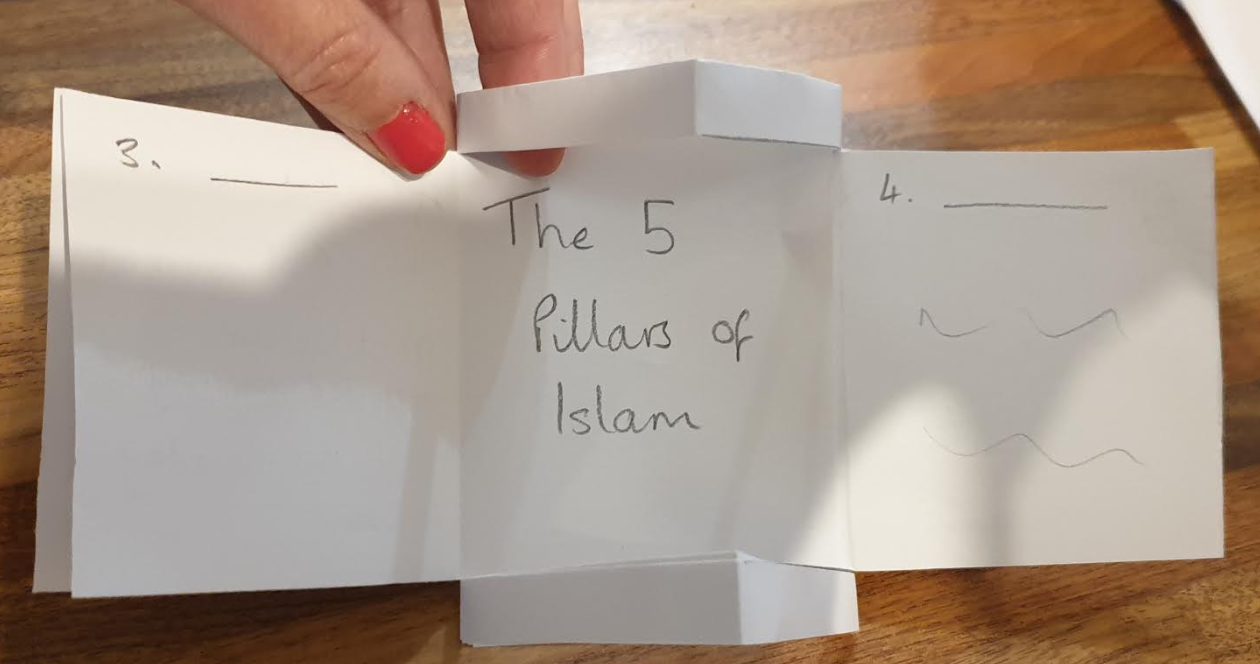 3.
The 5
Pillars of
Islam
4.